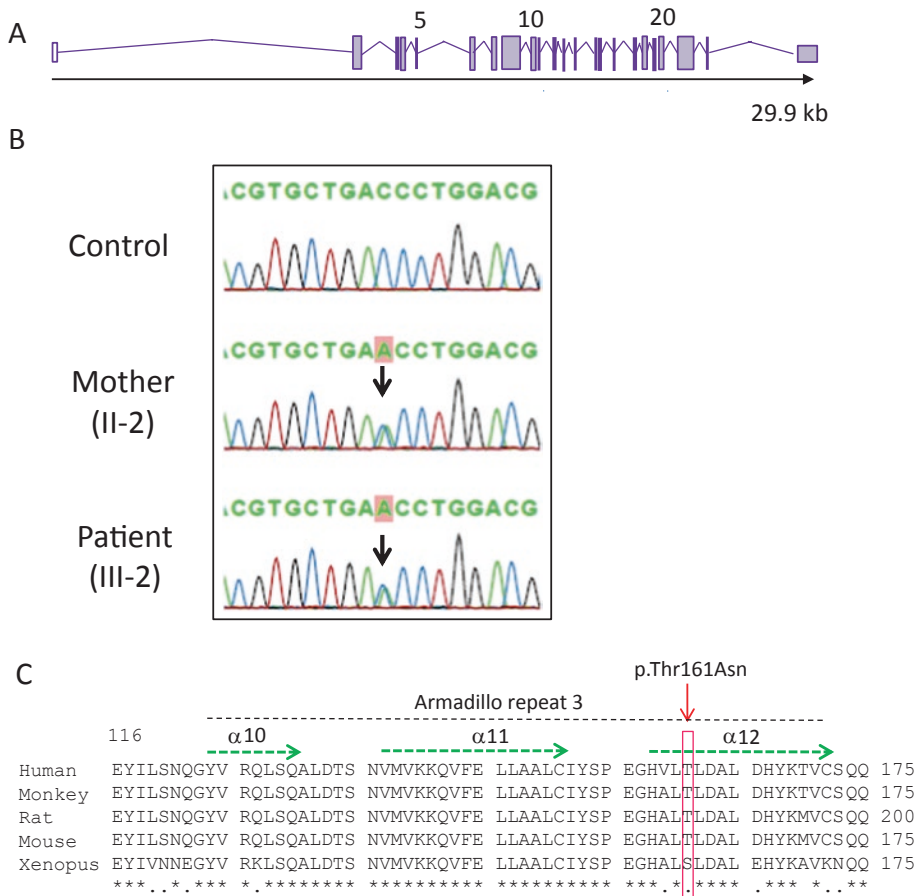 A
5 10 20
29.9 kb
B
ACGTGCTGACCCTGGACG
Control
ACGTGCTGAACCTGGACG
Mother
(II-2)
ACGTGCTGAACCTGGACG
Patient
(III-2)
C
p.Thr161Asn
Armadillo repeat 3
116 α10 α11 α12
Human EYILSNQGYV RQLSQALDTS NVMVKKQVFE LLAALCIYSP EGHVLTLDAL DHYKTVCSQQ 175
Monkey EYILSNQGYV RQLSQALDTS NVMVKKQVFE LLAALCIYSP EGHALTLDAL DHYKTVCSQQ 175
Rat EYILSNQGYV RQLSQALDTS NVMVKKQVFE LLAALCIYSP EGHALTLDAL DHYKMVCSQQ 200
Mouse EYILSNQGYV RQLSQALDTS NVMVKKQVFE LLAALCIYSP EGHALTLDAL DHYKMVCSQQ 175
Xenopus EYIVNNEGYV RKLSQALDTS NVMVKKQVFE LLAALCIYSP EGHALSLDAL EHYKAVKNQQ 175
***..*.*** *.******** ********** ********** ***.*.**** .***.*..**